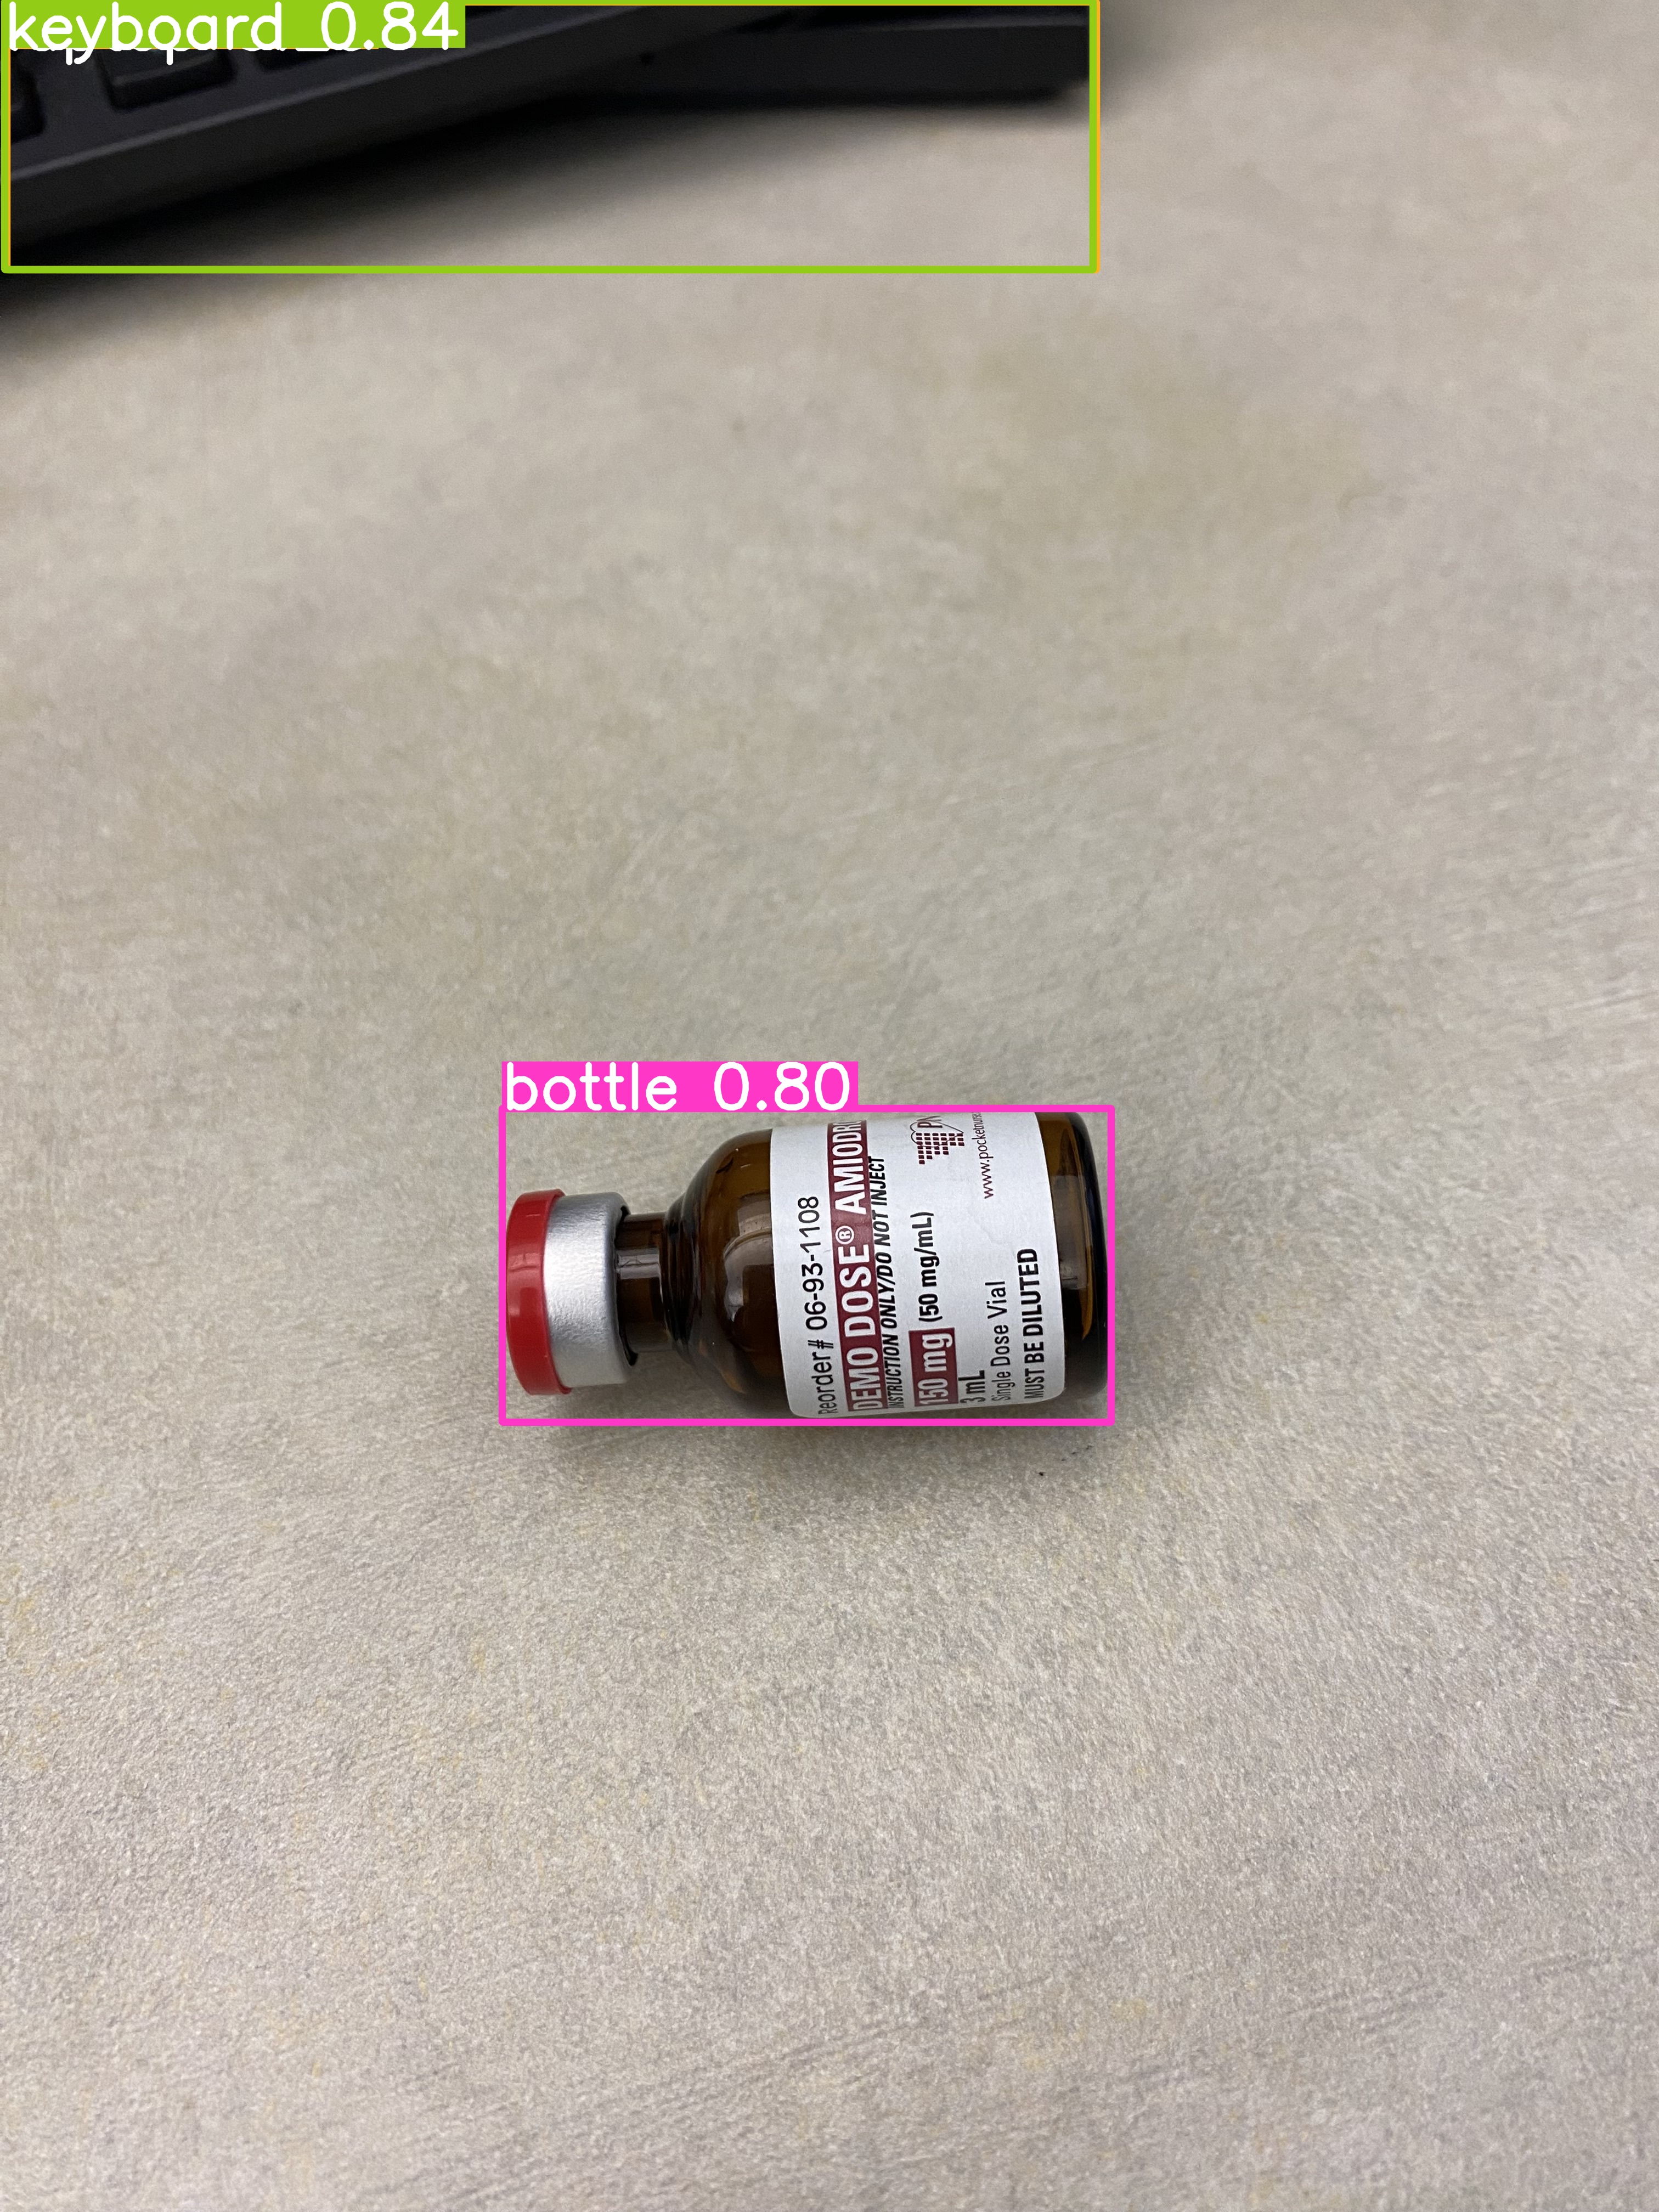 keyboard 0.84
bottle 0.80
Reorder# 06-93-1108
DEMO DOSE® AMIODR
INSTRUCTION ONLY/DO NOT INJECT
150 mg (50 mg/mL)
3 mL
Single Dose Vial
MUST BE DILUTED
www.pocketnurse